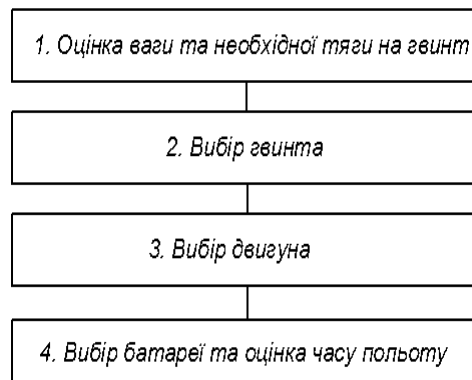 1. Оцінка ваги та необхідної тяги на гвинт
2. Вибір гвинта
3. Вибір двигуна
4. Вибір батареї та оцінка часу польоту